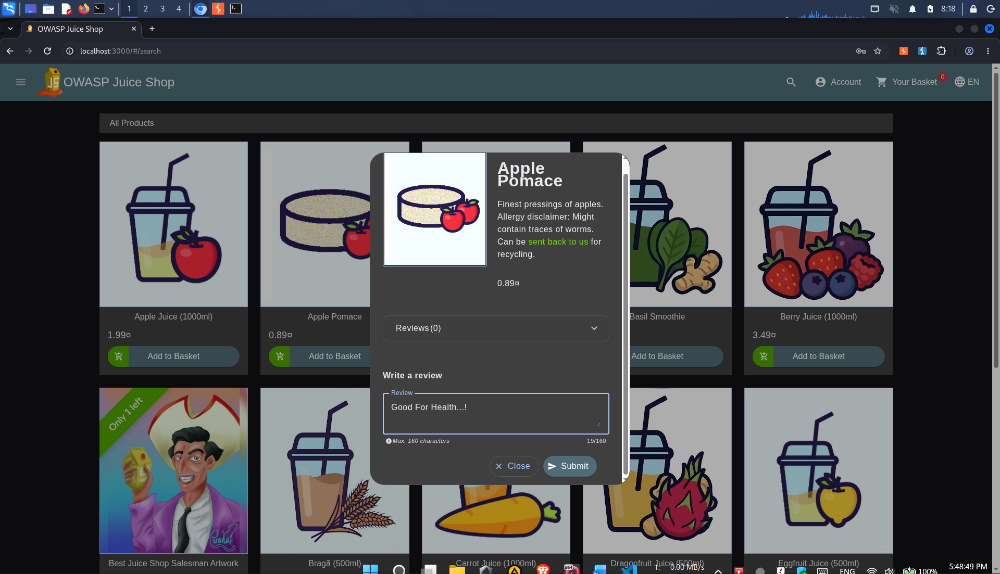 1 2 3 4
8:18
OWASP Juice Shop
localhost:3000/#/search
OWASP Juice Shop
Account
Your Basket
0
EN
All Products
Apple Juice (1000ml)
1.99¤
Add to Basket
Apple Pomace
0.89¤
Add to Basket
Basil Smoothie
Add to Basket
Berry Juice (1000ml)
3.49¤
Add to Basket
Apple
Pomace
Finest pressings of apples.
Allergy disclaimer: Might
contain traces of worms.
Can be sent back to us for
recycling.
0.89¤
Reviews (0)
Write a review
Review
Good For Health...!
Max. 160 characters
19/160
Close
Submit
Only 1 left
Best Juice Shop Salesman Artwork
Bragă (500ml)
Carrot Juice (1000ml)
Dragonfruit Juice (500ml)
Eggfruit Juice (500ml)
0.00 MB/s
ENG
100%
5:48:49 PM